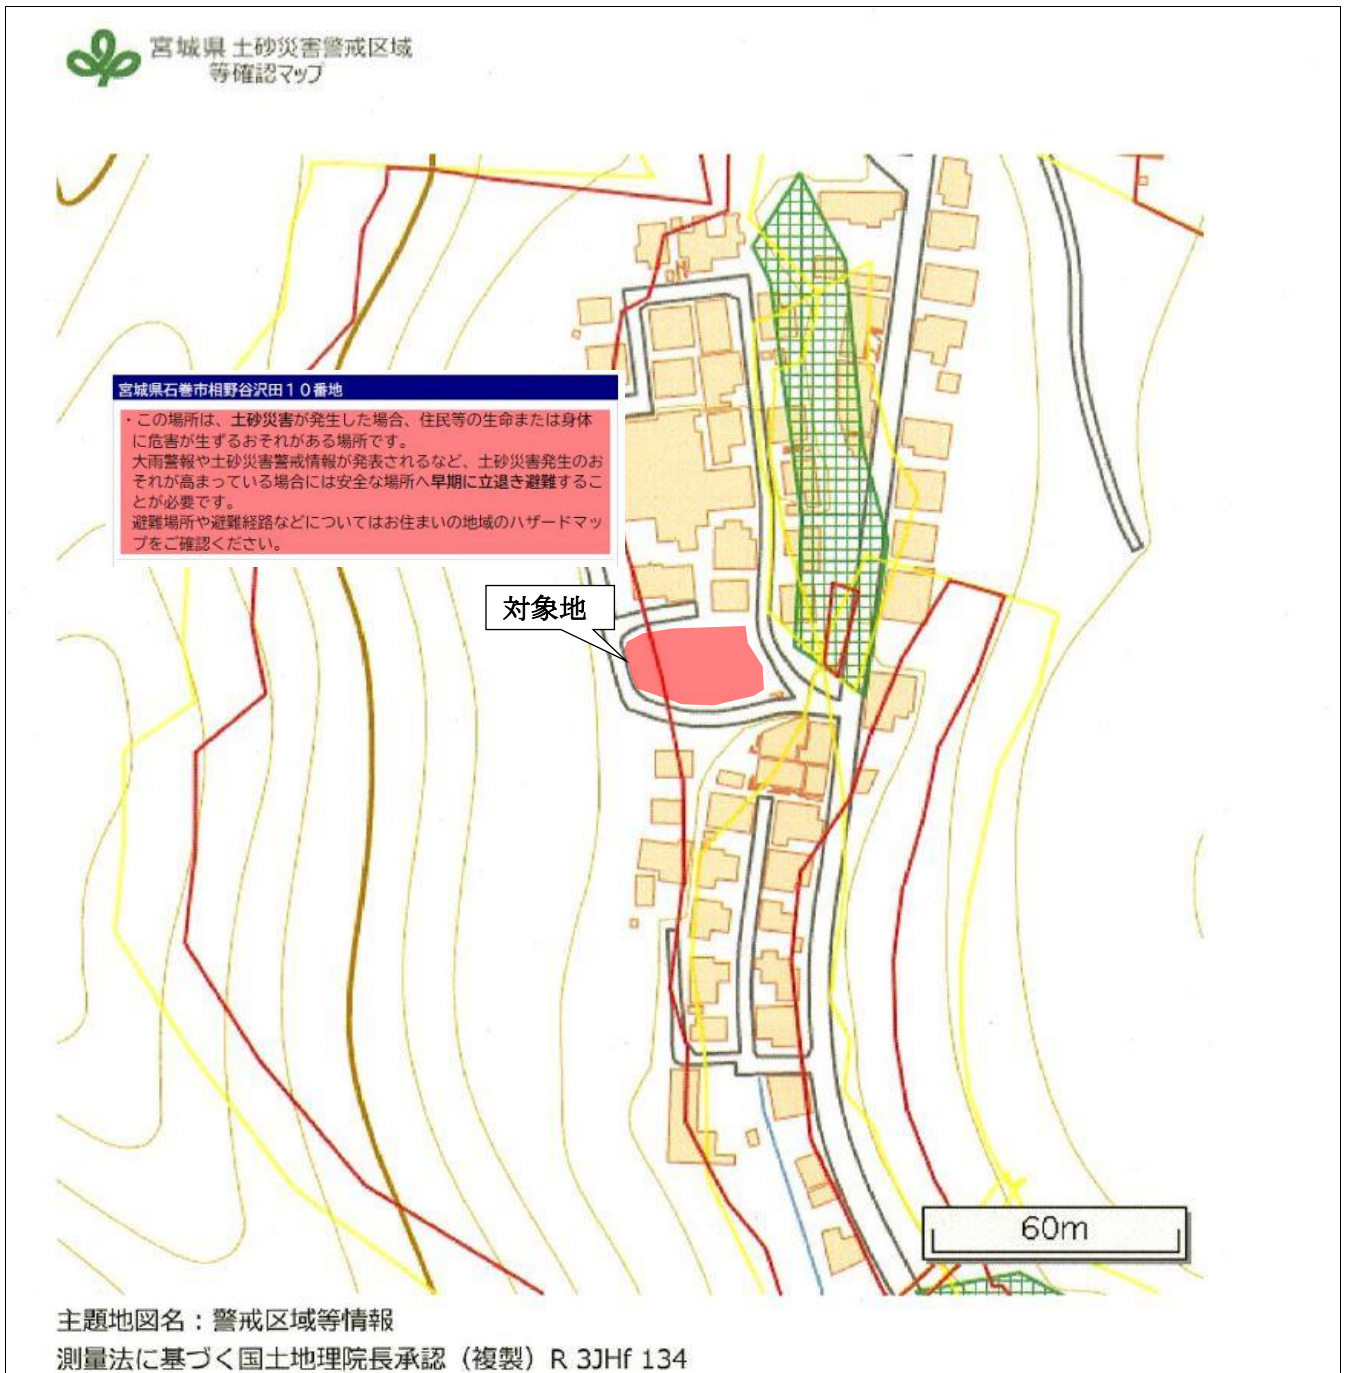 宮城県 土砂災害警戒区域
等確認マップ
宮城県石巻市相野谷沢田１０番地
・この場所は、土砂災害が発生した場合、住民等の生命または身体
に危害が生ずるおそれがある場所です。
大雨警報や土砂災害警戒情報が発表されるなど、土砂災害発生のお
それが高まっている場合には安全な場所へ早期に立退き避難するこ
とが必要です。
避難場所や避難経路などについてはお住まいの地域のハザードマッ
プをご確認ください。
対象地
60m
主題地図名：警戒区域等情報
測量法に基づく国土地理院長承認（複製）R 3JHf 134